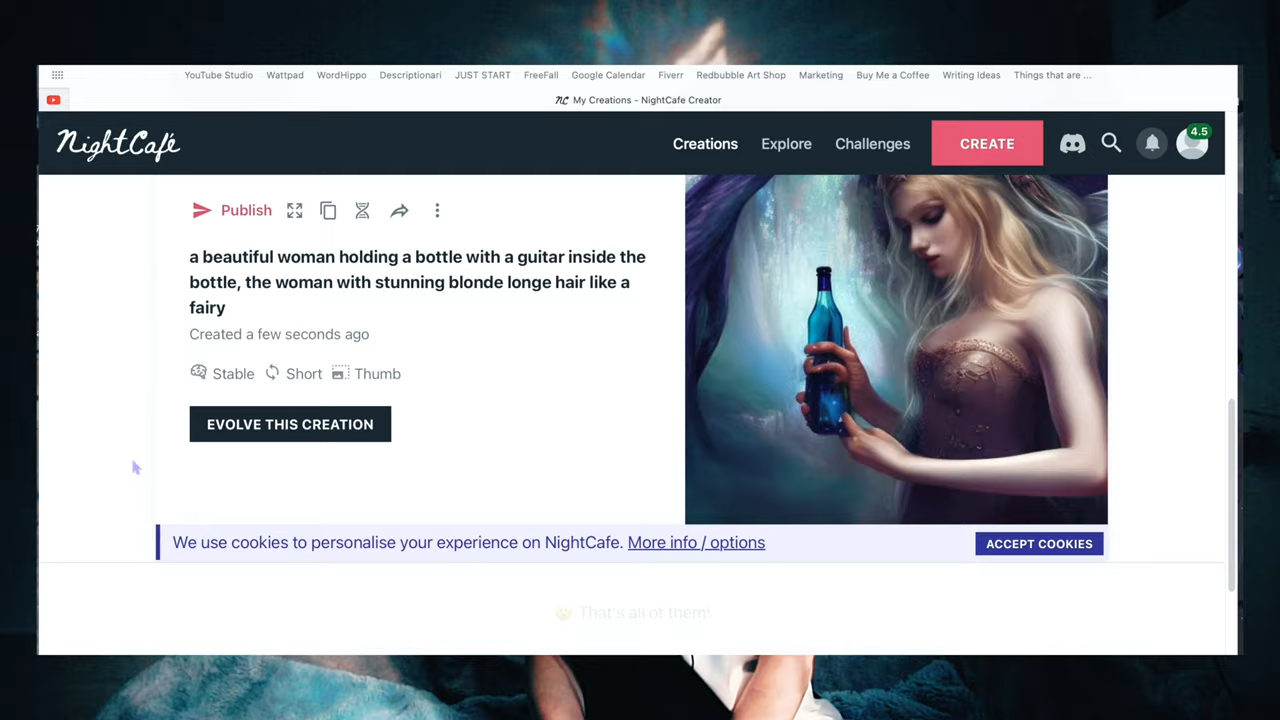 YouTube Studio Wattpad WordHippo Descriptionari JUST START FreeFall Google Calendar Fiverr Redbubble Art Shop Marketing Buy Me a Coffee Writing Ideas Things that are ...
NC My Creations - NightCafe Creator
NightCafé Creations Explore Challenges CREATE 4.5
Publish
a beautiful woman holding a bottle with a guitar inside the
bottle, the woman with stunning blonde longe hair like a
fairy
Created a few seconds ago
Stable Short Thumb
EVOLVE THIS CREATION
We use cookies to personalise your experience on NightCafe. More info / options ACCEPT COOKIES
That's all of them!